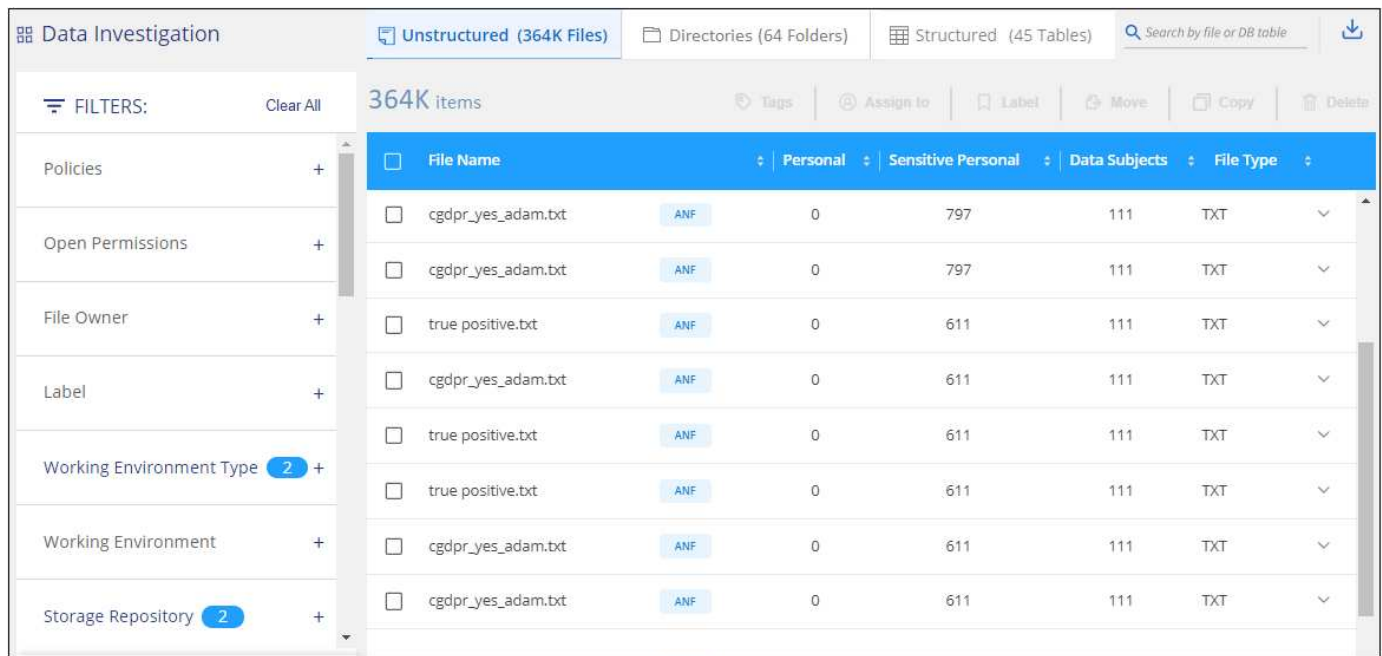 Data Investigation
Unstructured (364K Files)
Directories (64 Folders)
Structured (45 Tables)
Search by file or DB table
FILTERS: Clear All
Policies +
Open Permissions +
File Owner +
Label +
Working Environment Type 2 +
Working Environment +
Storage Repository 2 +
364K items
Tags Assign to Label Move Copy Delete
File Name Personal Sensitive Personal Data Subjects File Type
cgdpr_yes_adam.txt ANF 0 797 111 TXT
cgdpr_yes_adam.txt ANF 0 797 111 TXT
true positive.txt ANF 0 611 111 TXT
cgdpr_yes_adam.txt ANF 0 611 111 TXT
true positive.txt ANF 0 611 111 TXT
true positive.txt ANF 0 611 111 TXT
cgdpr_yes_adam.txt ANF 0 611 111 TXT
cgdpr_yes_adam.txt ANF 0 611 111 TXT